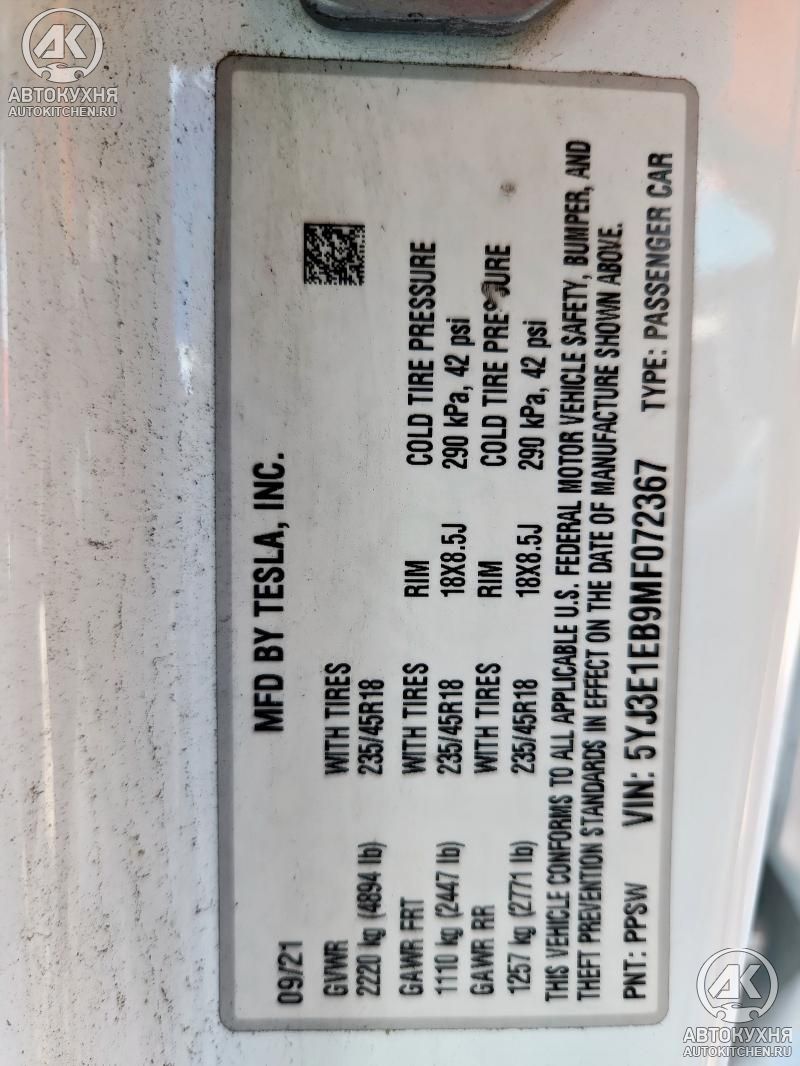 AK
АВТОКУХНЯ
AUTOKITCHEN.RU
MFD BY TESLA, INC.
09/21
GVWR WITH TIRES
2220 kg (4894 lb) 235/45R18
GAWR FRT WITH TIRES RIM COLD TIRE PRESSURE
1110 kg (2447 lb) 235/45R18 18X8.5J 290 kPa, 42 psi
GAWR RR WITH TIRES RIM COLD TIRE PRESSURE
1257 kg (2771 lb) 235/45R18 18X8.5J 290 kPa, 42 psi
THIS VEHICLE CONFORMS TO ALL APPLICABLE U.S. FEDERAL MOTOR VEHICLE SAFETY, BUMPER, AND
THEFT PREVENTION STANDARDS IN EFFECT ON THE DATE OF MANUFACTURE SHOWN ABOVE.
PNT: PPSW VIN: 5YJ3E1EB9MF072367 TYPE: PASSENGER CAR
AK
АВТОКУХНЯ
AUTOKITCHEN.RU